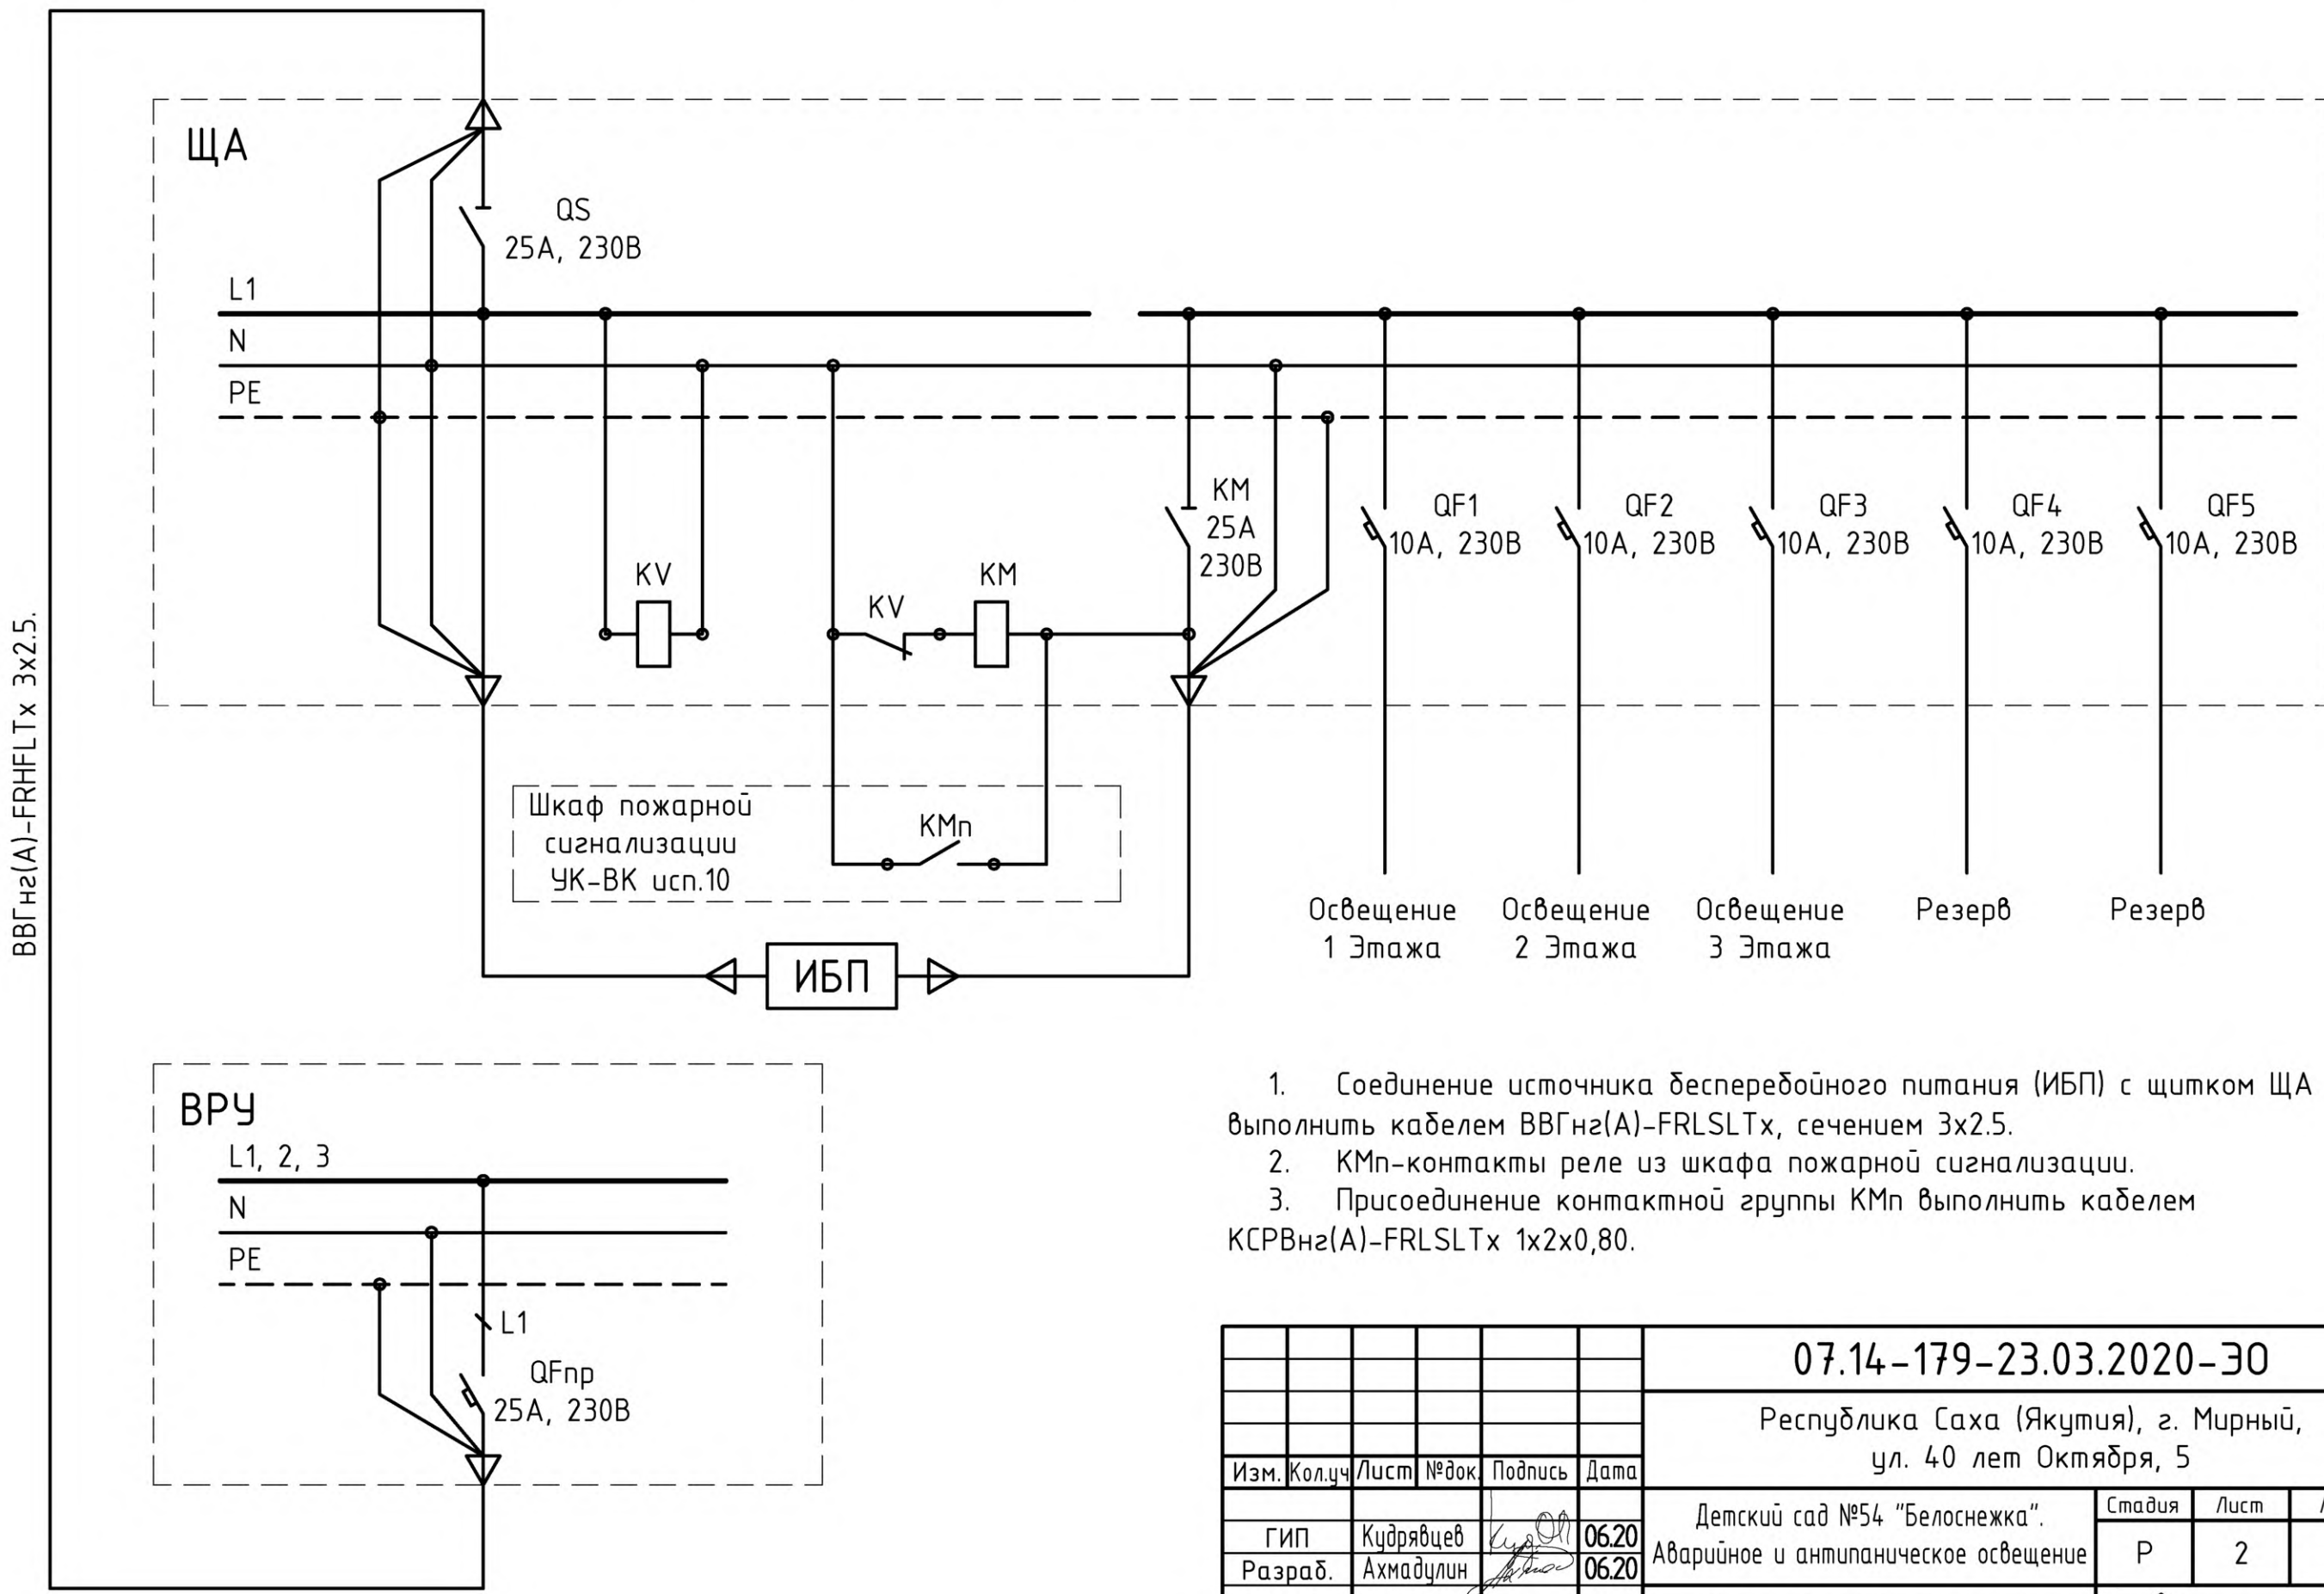 ВВГнг(А)-FRHFLTx 3х2.5.
ЩА
QS
25А, 230В
L1
N
PE
KV
KV
KM
KM
25А
230В
QF1
10А, 230В
QF2
10А, 230В
QF3
10А, 230В
QF4
10А, 230В
QF5
10А, 230В
Шкаф пожарной
сигнализации
УК-ВК исп.10
КМп
ИБП
Освещение
1 Этажа
Освещение
2 Этажа
Освещение
3 Этажа
Резерв
Резерв
ВРУ
L1, 2, 3
N
PE
L1
QFпр
25А, 230В
1. Соединение источника бесперебойного питания (ИБП) с щитком ЩА
выполнить кабелем ВВГнг(А)-FRLSLTx, сечением 3х2.5.
2. КМп-контакты реле из шкафа пожарной сигнализации.
3. Присоединение контактной группы КМп выполнить кабелем
КСРВнг(А)-FRLSLTx 1х2х0,80.
07.14-179-23.03.2020-ЭО
Республика Саха (Якутия), г. Мирный,
ул. 40 лет Октября, 5
Изм. Кол.уч Лист №док. Подпись Дата
Детский сад №54 "Белоснежка".
Аварийное и антипаническое освещение
Стадия Лист
Р 2
ГИП Кудрявцев 06.20
Разраб. Ахмадулин 06.20